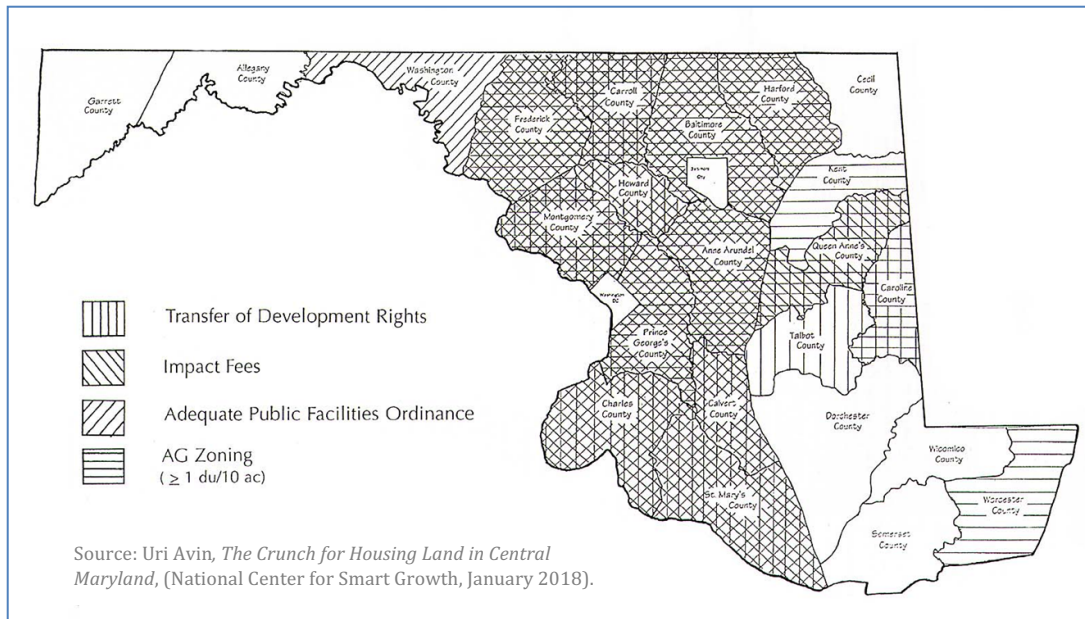 Garrett
County
Allegany
County
Washington
County
Frederick
County
Carroll
County
Baltimore
County
Harford
County
Cecil
County
Howard
County
Baltimore
City
Kent
County
Montgomery
County
Anne Arundel
County
Queen Anne's
County
Caroline
County
Washington
DC
Prince
George's
County
Talbot
County
Charles
County
Calvert
County
Dorchester
County
Wicomico
County
St. Mary's
County
Worcester
County
Somerset
County
Transfer of Development Rights
Impact Fees
Adequate Public Facilities Ordinance
AG Zoning
( ≥ 1 du/10 ac)
Source: Uri Avin, The Crunch for Housing Land in Central
Maryland, (National Center for Smart Growth, January 2018).